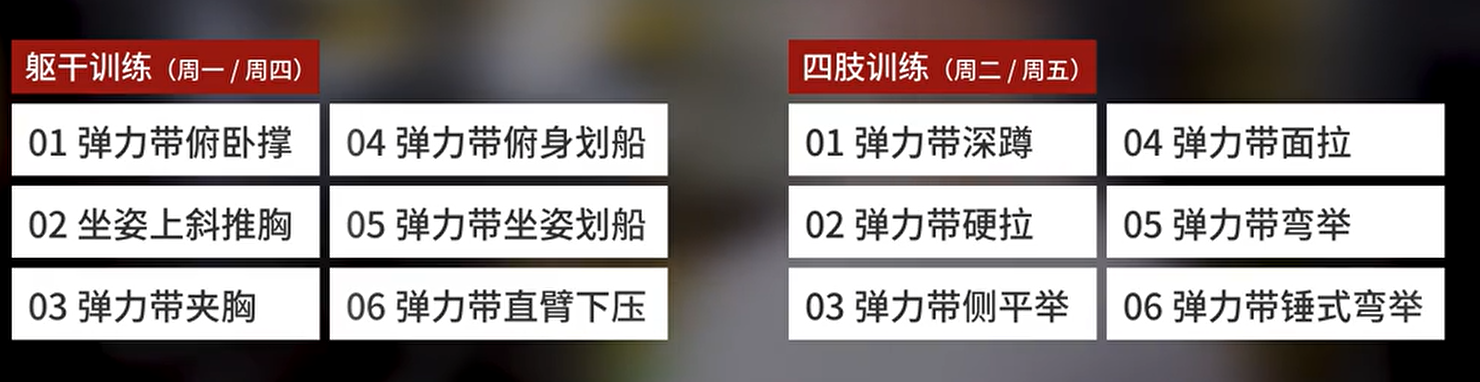 躯干训练（周一 / 周四）
01 弹力带俯卧撑
04 弹力带俯身划船
02 坐姿上斜推胸
05 弹力带坐姿划船
03 弹力带夹胸
06 弹力带直臂下压
四肢训练（周二 / 周五）
01 弹力带深蹲
04 弹力带面拉
02 弹力带硬拉
05 弹力带弯举
03 弹力带侧平举
06 弹力带锤式弯举